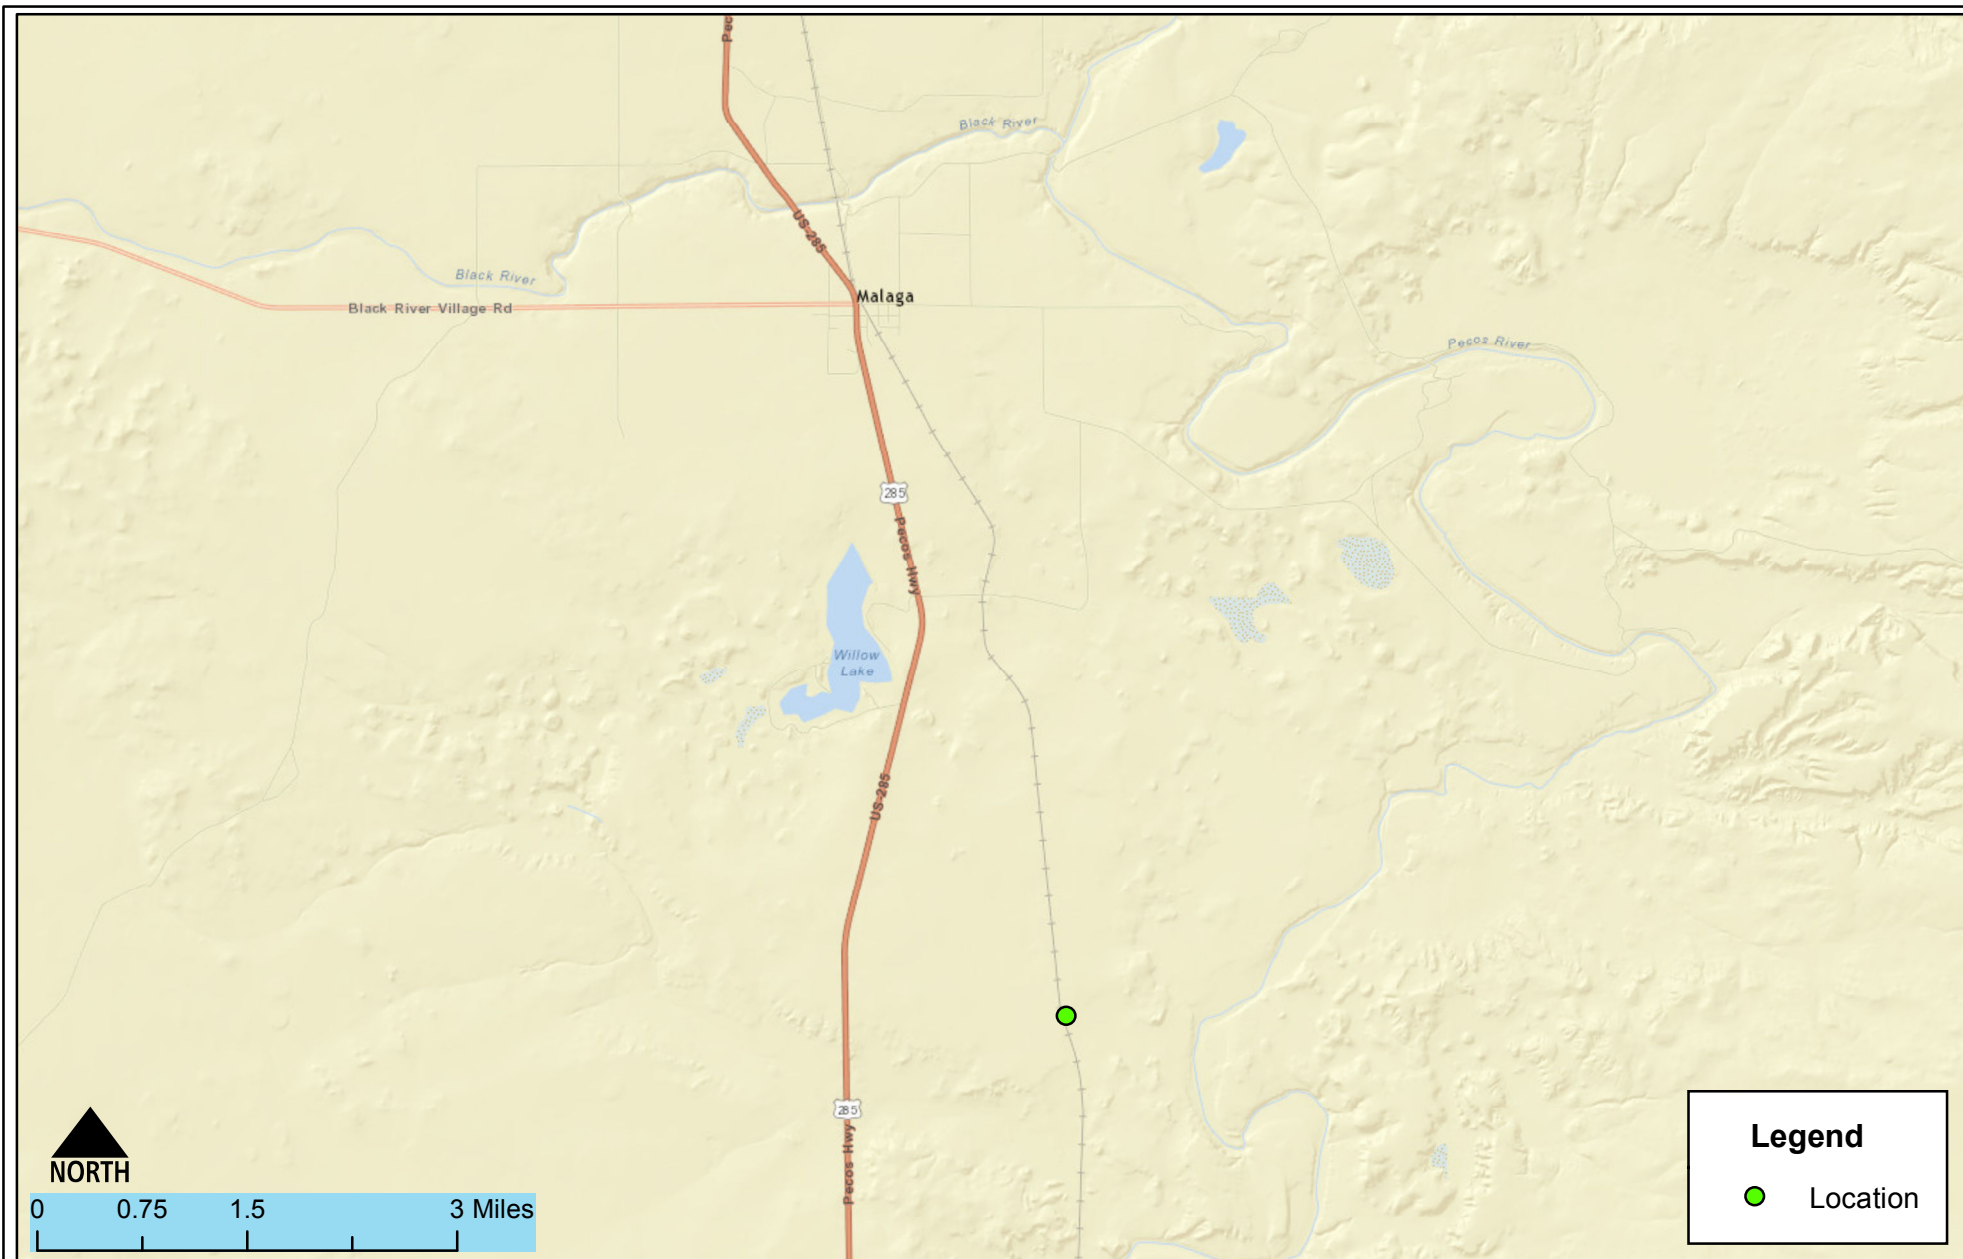 Pec
Black River
US-285
Black River
Malaga
Black River Village Rd
Pecos River
285
Pecos Hwy
Willow
Lake
US-285
285
Pecos Hwy
NORTH
0 0.75 1.5 3 Miles
Legend
Location